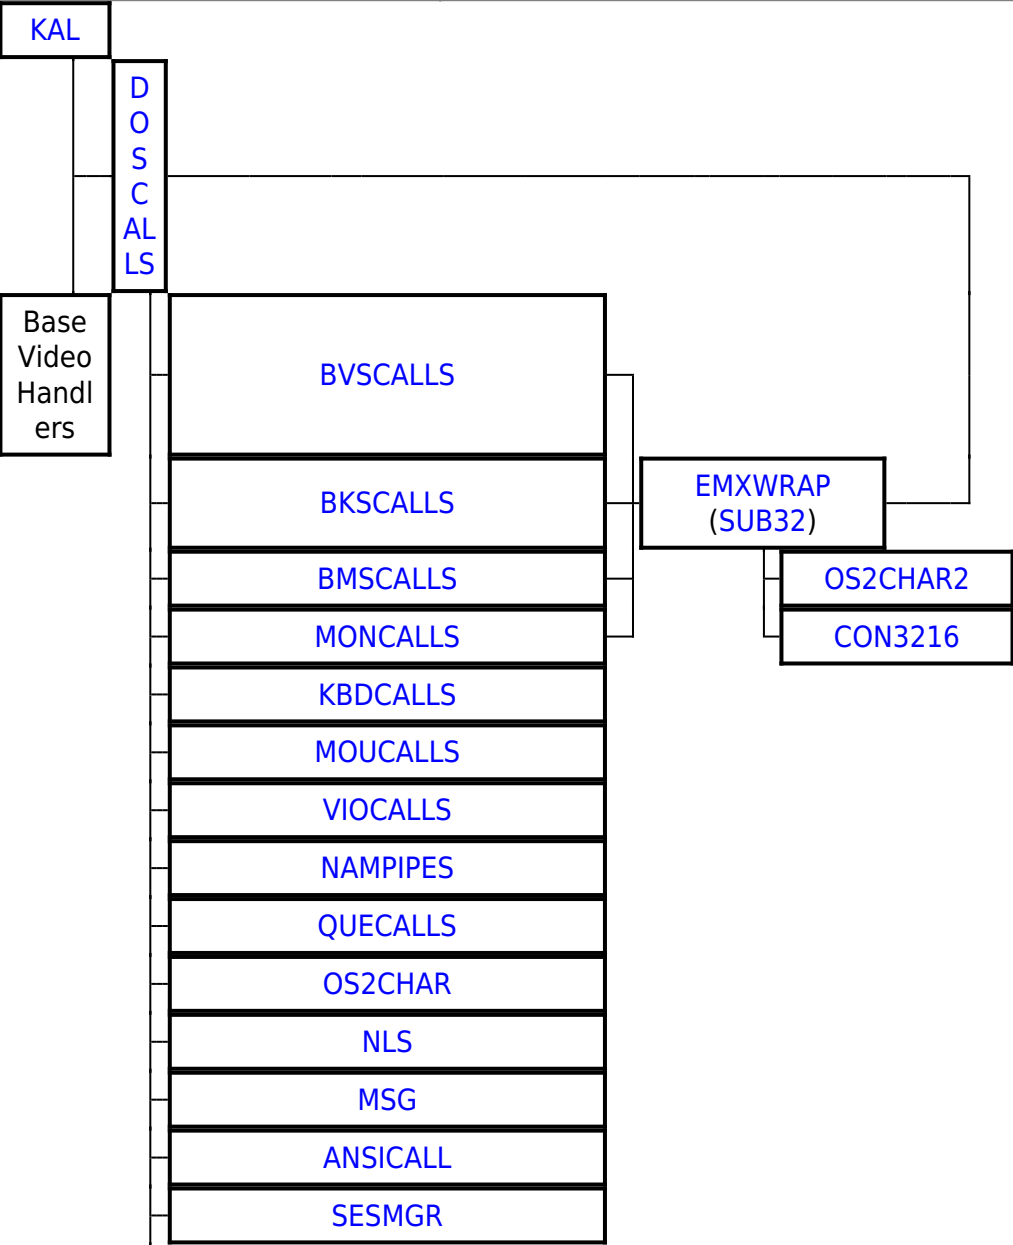 KAL
D
O
S
C
AL
LS
Base
Video
Handl
ers
BVSCALLS
BKSCALLS
EMXWRAP
(SUB32)
BMSCALLS
OS2CHAR2
MONCALLS
CON3216
KBDCALLS
MOUCALLS
VIOCALLS
NAMPIPES
QUECALLS
OS2CHAR
NLS
MSG
ANSICALL
SESMGR